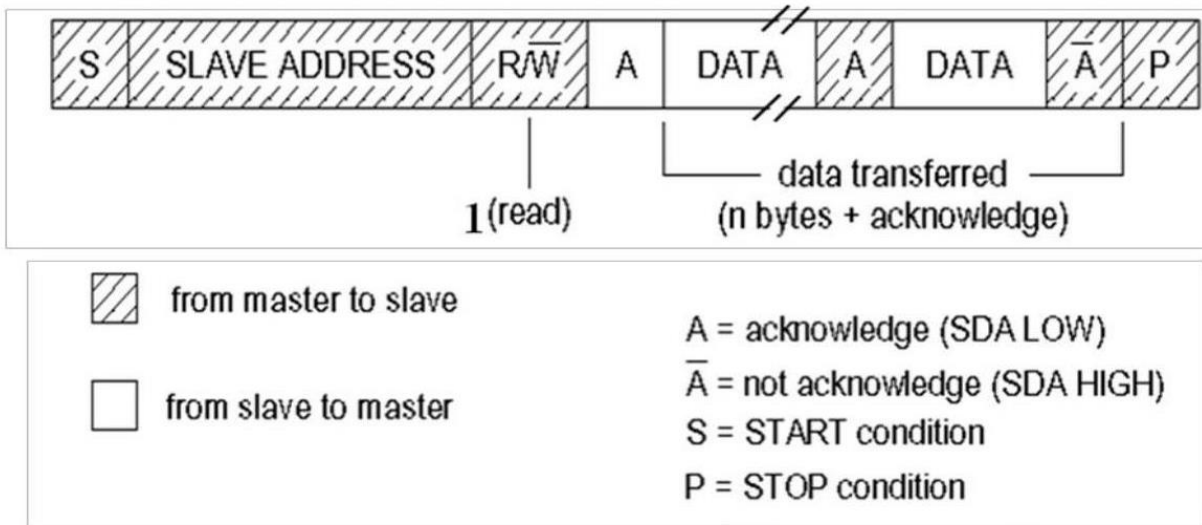 S SLAVE ADDRESS R/W̅ A DATA A DATA A̅ P
data transferred
1 (read) (n bytes + acknowledge)
from master to slave
A = acknowledge (SDA LOW)
A̅ = not acknowledge (SDA HIGH)
from slave to master
S = START condition
P = STOP condition